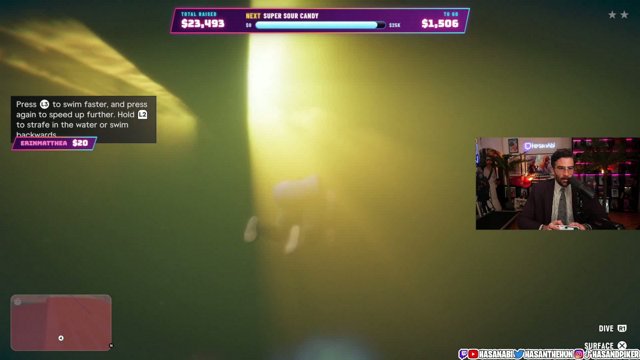 TOTAL RAISED
$23,493
NEXT SUPER SOUR CANDY
$0
$25K
TO GO
$1,506
Press L3 to swim faster, and press
again to speed up further. Hold L2
to strafe in the water or swim
backwards.
ERINMATTHEA $20
hasanabi
DIVE R1
SURFACE
HASANABI
HASANTHEHUN
HASANDPIKER